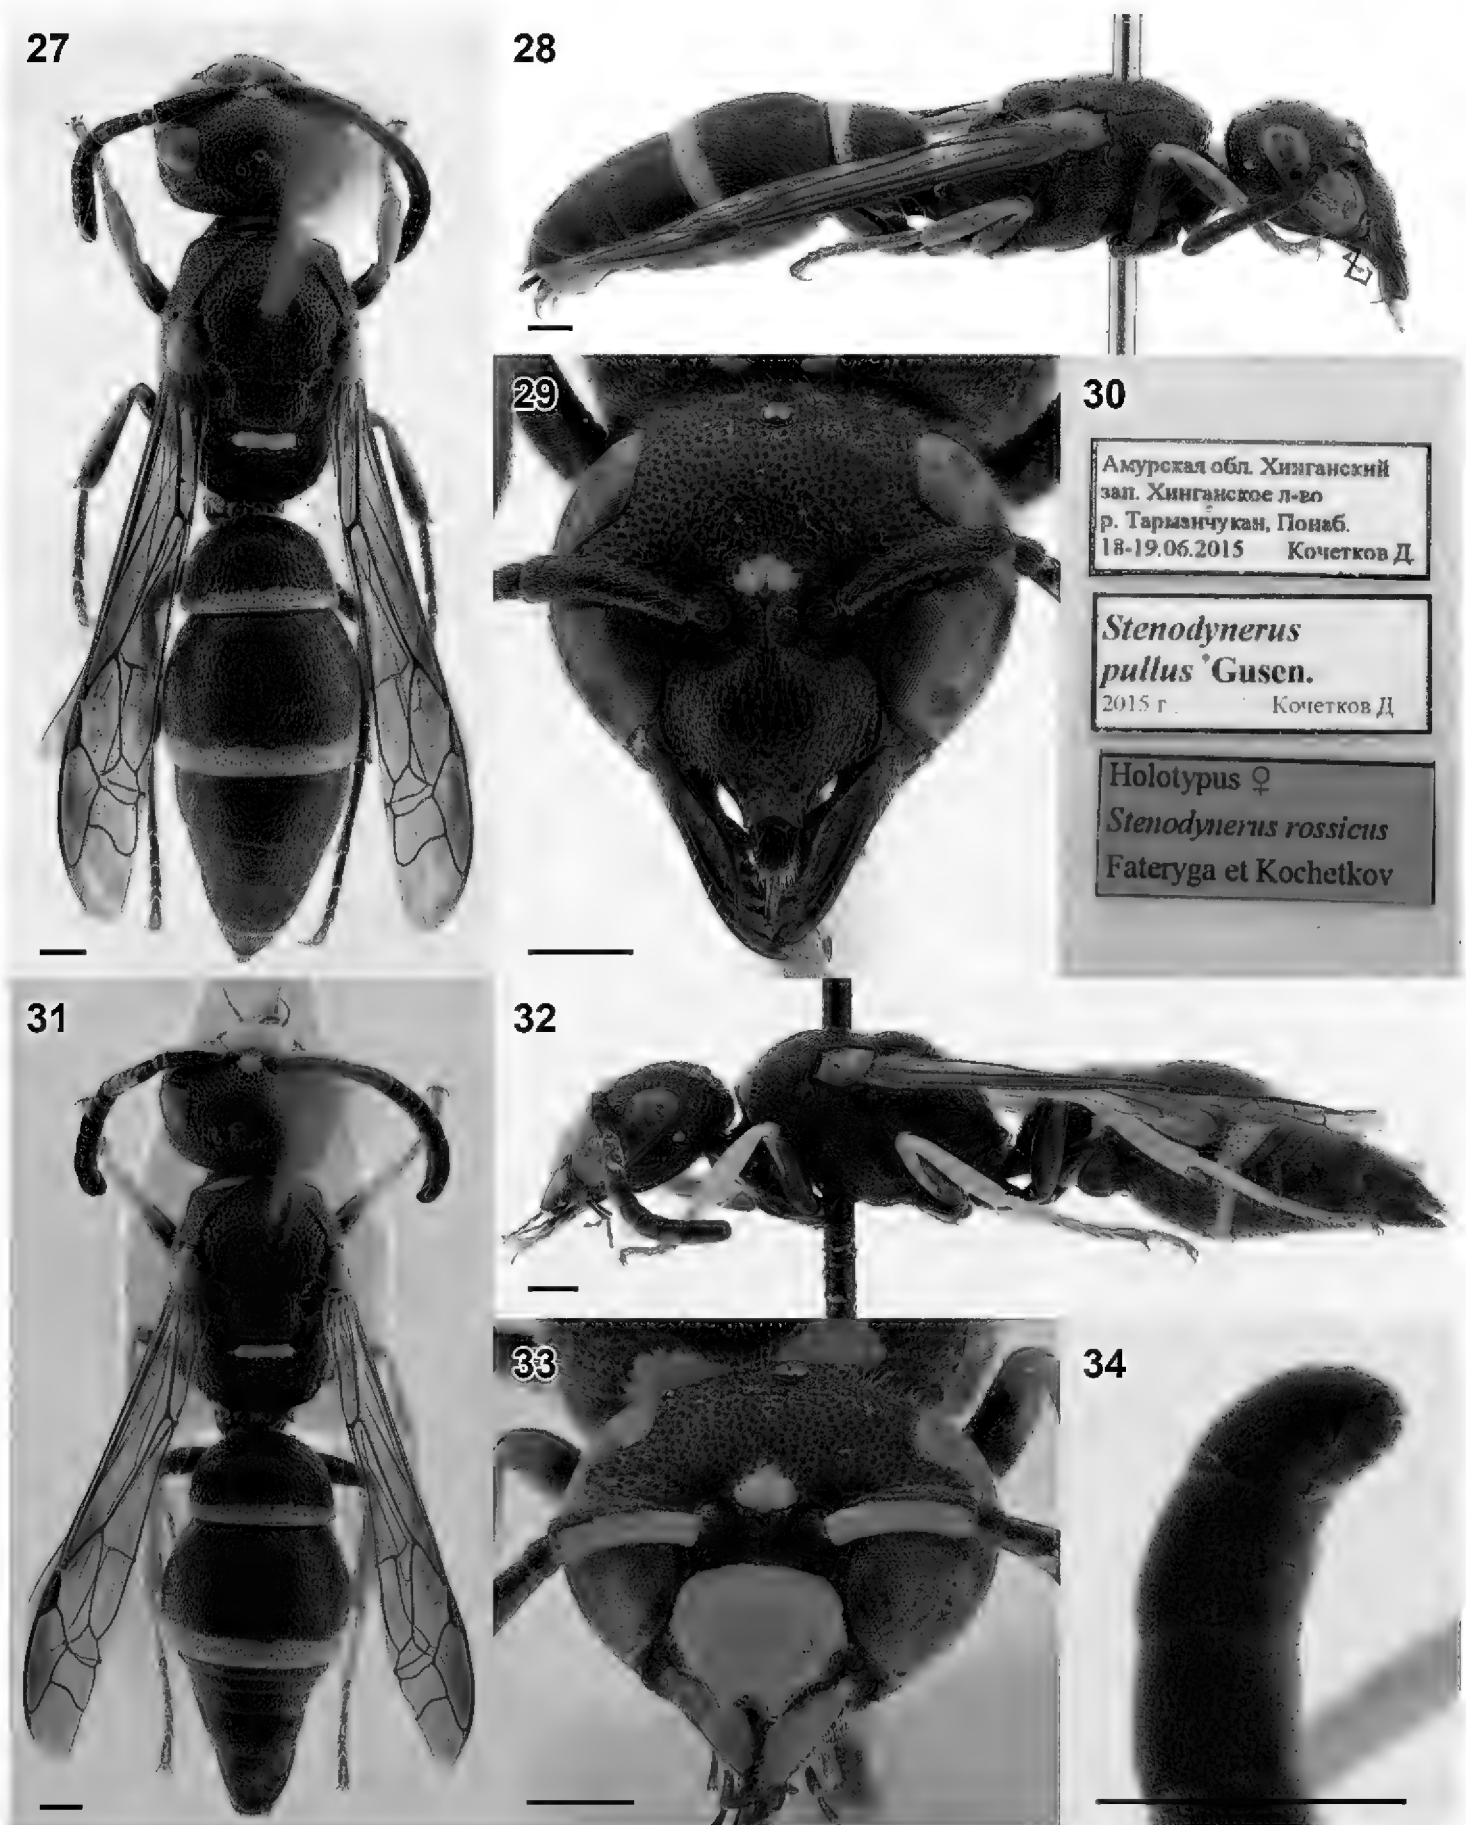 27
28
29
30
Амурская обл. Хинганский
зап. Хинганское л-во
р. Тарманчукан, Понаб.
18-19.06.2015 Кочетков Д
Stenodynerus
pullus Gusen.
2015 г. Кочетков Д
Holotypus ♀
Stenodynerus rossicus
Fateryga et Kochetkov
31
32
33
34